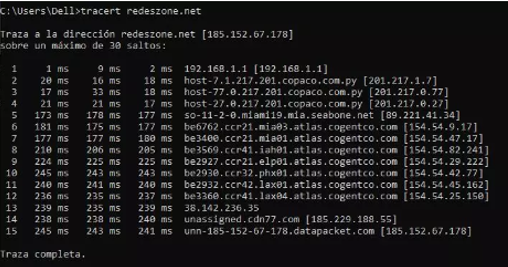 C:\Users\Dell>tracert redeszone.net
Traza a la dirección redeszone.net [185.152.67.178]
sobre un máximo de 30 saltos:
1 1 ms 9 ms 2 ms 192.168.1.1 [192.168.1.1]
2 20 ms 16 ms 18 ms host-7.1.217.201.copaco.com.py [201.217.1.7]
3 17 ms 33 ms 18 ms host-77.0.217.201.copaco.com.py [201.217.0.77]
4 21 ms 21 ms 17 ms host-27.0.217.201.copaco.com.py [201.217.0.27]
5 173 ms 178 ms 175 ms so-11-2-0.miami19.mia.seabone.net [89.221.41.34]
6 181 ms 175 ms 177 ms be6762.ccr21.mia03.atlas.cogentco.com [154.54.9.17]
7 177 ms 177 ms 180 ms be3400.ccr21.mia01.atlas.cogentco.com [154.54.47.17]
8 210 ms 206 ms 205 ms be3569.ccr41.iah01.atlas.cogentco.com [154.54.82.241]
9 224 ms 225 ms 225 ms be2927.ccr21.elp01.atlas.cogentco.com [154.54.29.222]
10 245 ms 243 ms 243 ms be2930.ccr32.phx01.atlas.cogentco.com [154.54.42.77]
11 240 ms 241 ms 240 ms be2932.ccr42.lax01.atlas.cogentco.com [154.54.45.162]
12 236 ms 235 ms 237 ms be3360.ccr41.lax04.atlas.cogentco.com [154.54.25.150]
13 239 ms 235 ms 239 ms 38.142.236.35
14 238 ms 238 ms 240 ms unassigned.cdn77.com [185.229.188.55]
15 245 ms 243 ms 241 ms unn-185-152-67-178.datapacket.com [185.152.67.178]
Traza completa.